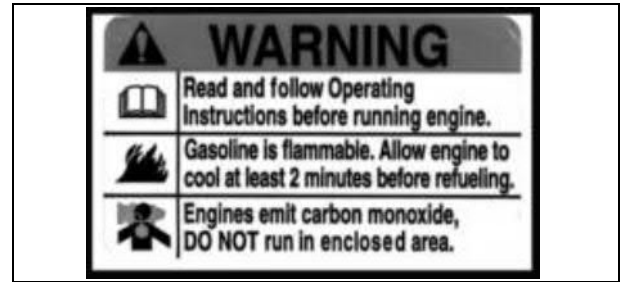 WARNING
Read and follow Operating
Instructions before running engine.
Gasoline is flammable. Allow engine to
cool at least 2 minutes before refueling.
Engines emit carbon monoxide,
DO NOT run in enclosed area.